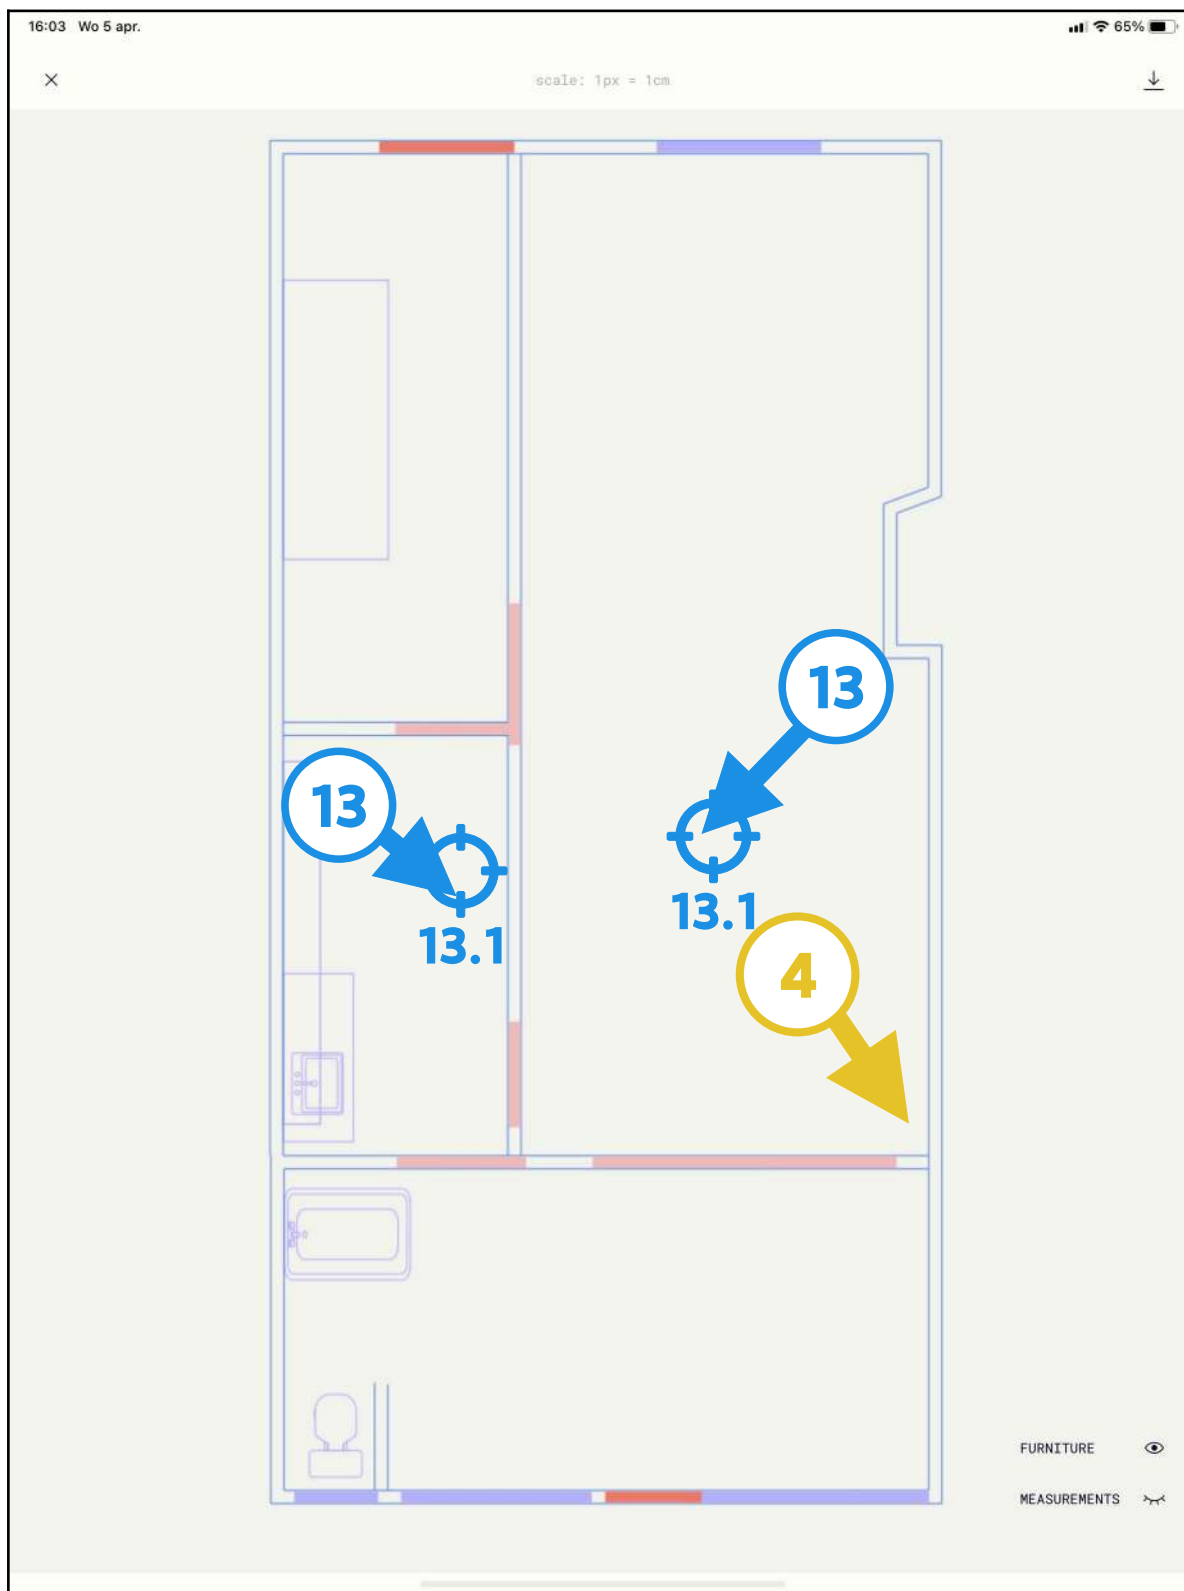 16:03 Wo 5 apr.
65%
scale: 1px = 1cm
13
13
13.1
13.1
4
FURNITURE
MEASUREMENTS